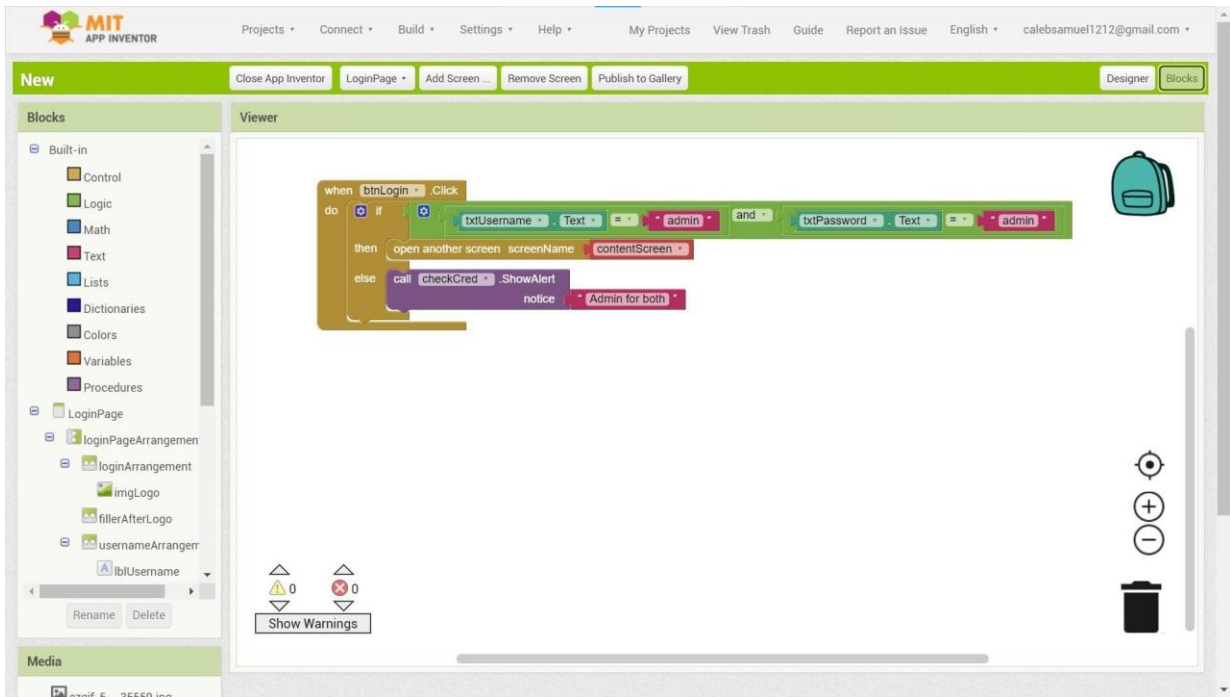 MIT
APP INVENTOR
Projects Connect Build Settings Help My Projects View Trash Guide Report an Issue English calebsamuel1212@gmail.com
New
Close App Inventor LoginPage Add Screen ... Remove Screen Publish to Gallery Designer Blocks
Blocks
Viewer
Built-in
Control
Logic
Math
Text
Lists
Dictionaries
Colors
Variables
Procedures
LoginPage
loginPageArrangemen
loginArrangement
imgLogo
fillerAfterLogo
usernameArrangem
lblUsername
Rename Delete
Media
when btnLogin .Click
do if txtUsername . Text = " admin " and txtPassword . Text = " admin "
then open another screen screenName contentScreen
else call checkCred .ShowAlert
notice " Admin for both "
0 0
Show Warnings